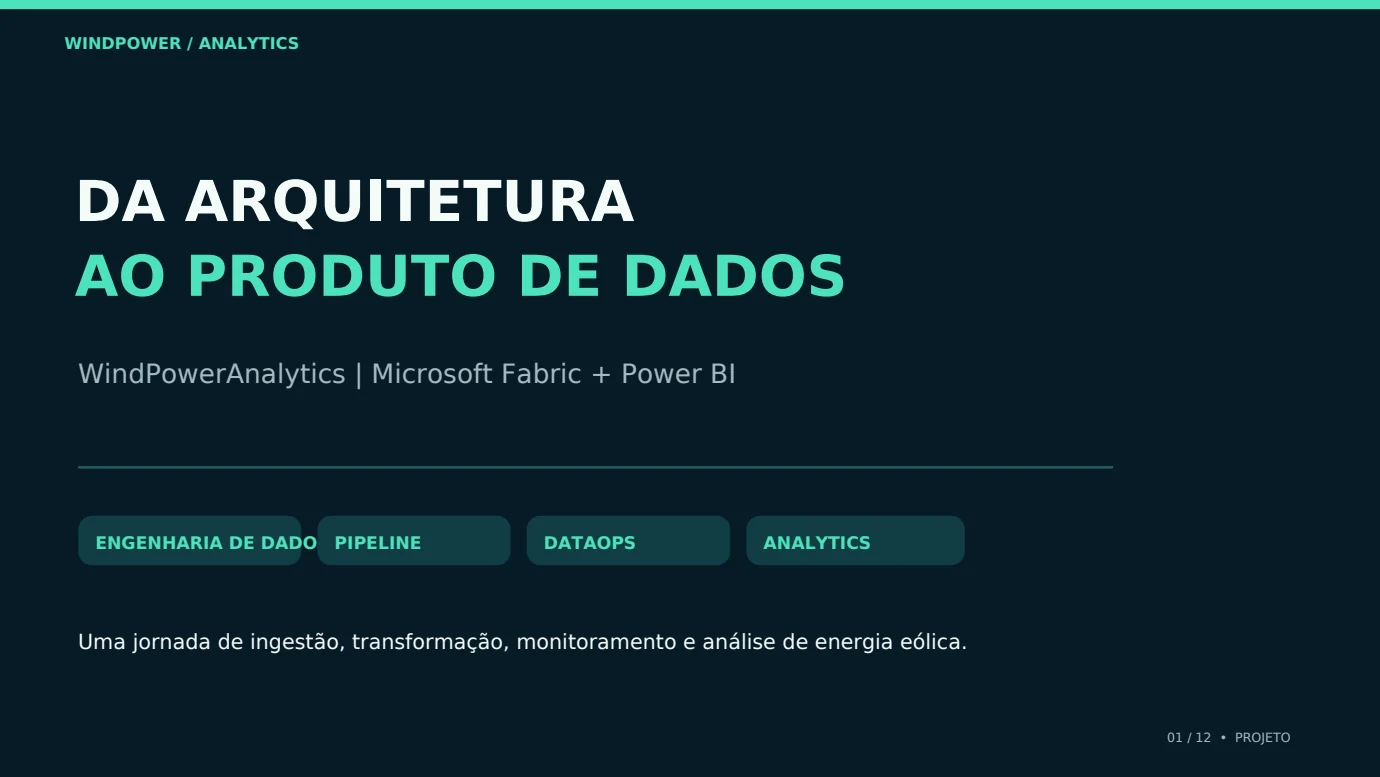 WINDPOWER / ANALYTICS
DA ARQUITETURA
AO PRODUTO DE DADOS
WindPowerAnalytics | Microsoft Fabric + Power BI
ENGENHARIA DE DADO PIPELINE DATAOPS ANALYTICS
Uma jornada de ingestão, transformação, monitoramento e análise de energia eólica.
01 / 12 • PROJETO